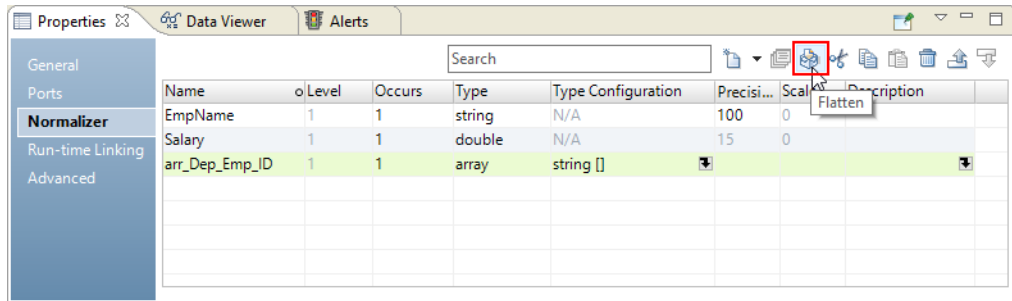 Properties Data Viewer Alerts
General
Ports
Normalizer
Run-time Linking
Advanced
Search
Name o Level Occurs Type Type Configuration Precisi... Scale Description
EmpName 1 1 string N/A 100 0
Salary 1 1 double N/A 15 0
arr_Dep_Emp_ID 1 1 array string []
Flatten